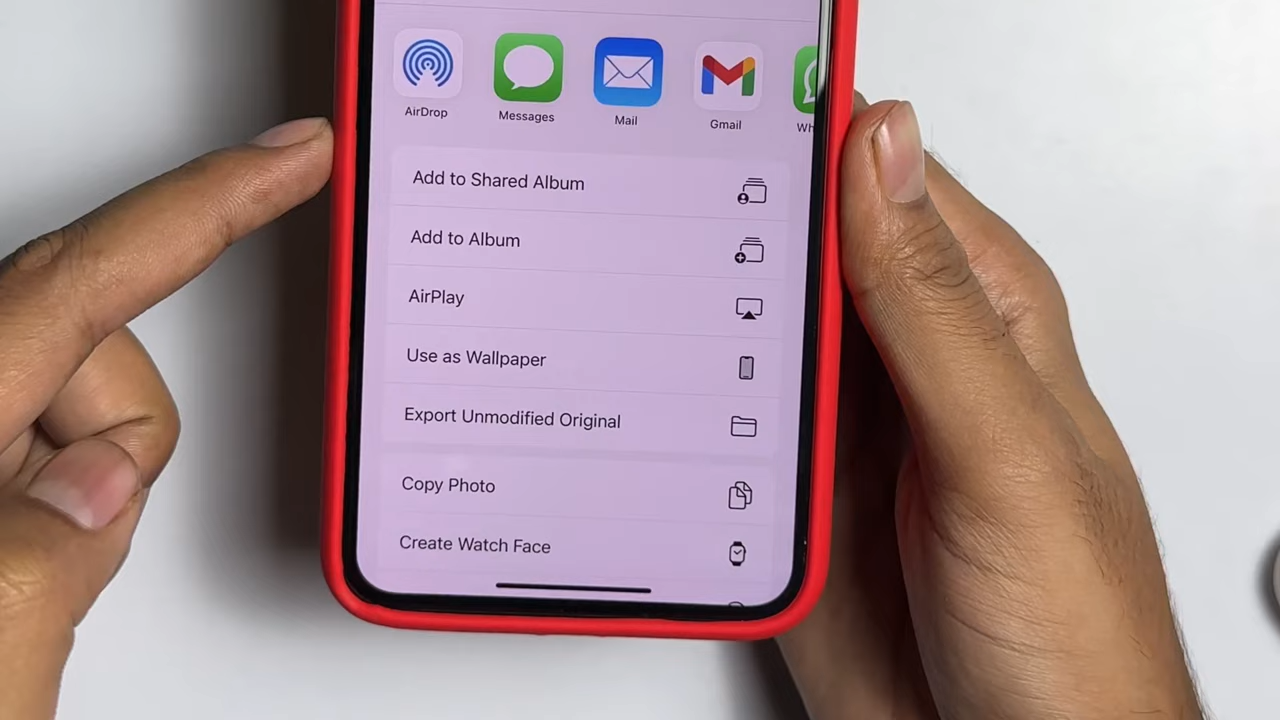 AirDrop
Messages
Mail
Gmail
Wh
Add to Shared Album
Add to Album
AirPlay
Use as Wallpaper
Export Unmodified Original
Copy Photo
Create Watch Face